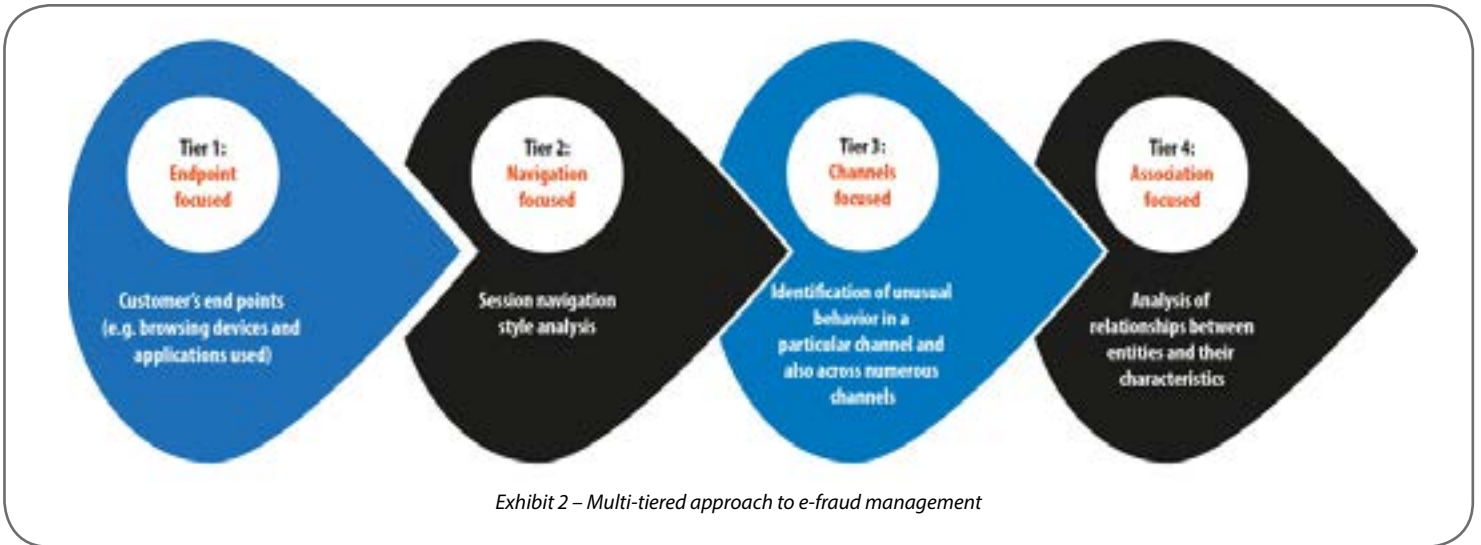 Tier 1:
Endpoint
focused
Customer's end points
(e.g. browsing devices and
applications used)
Tier 2:
Navigation
focused
Session navigation
style analysis
Tier 3:
Channels
focused
Identification of unusual
behavior in a
particular channel and
also across numerous
channels
Tier 4:
Association
focused
Analysis of
relationships between
entities and their
characteristics
Exhibit 2 – Multi-tiered approach to e-fraud management